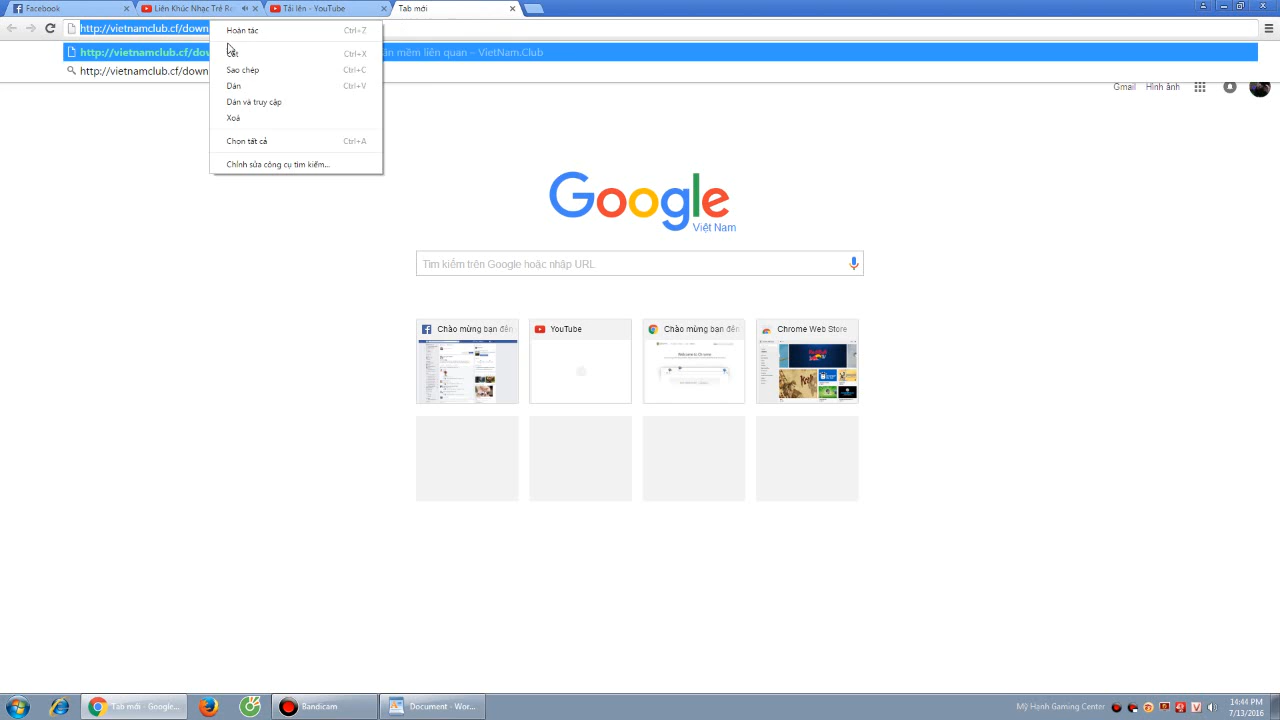 Facebook
Liên Khúc Nhạc Trẻ Re
Tải lên - YouTube
Tab mới
http://vietnamclub.cf/down
Hoàn tác Ctrl+Z
Ctrl+X
Sao chép Ctrl+C
Dán Ctrl+V
Dán và truy cập
Xoá
Chọn tất cả Ctrl+A
Chỉnh sửa công cụ tìm kiếm...
http://vietnamclub.cf/dow
mềm liên quan – VietNam.Club
http://vietnamclub.cf/down
Gmail Hình ảnh
Google
Việt Nam
Tìm kiếm trên Google hoặc nhập URL
Chào mừng bạn đến
YouTube
Chào mừng bạn đến
Chrome Web Store
Tab mới - Google...
Bandicam
Document - Wor...
Mỹ Hạnh Gaming Center
14:44 PM
7/13/2016